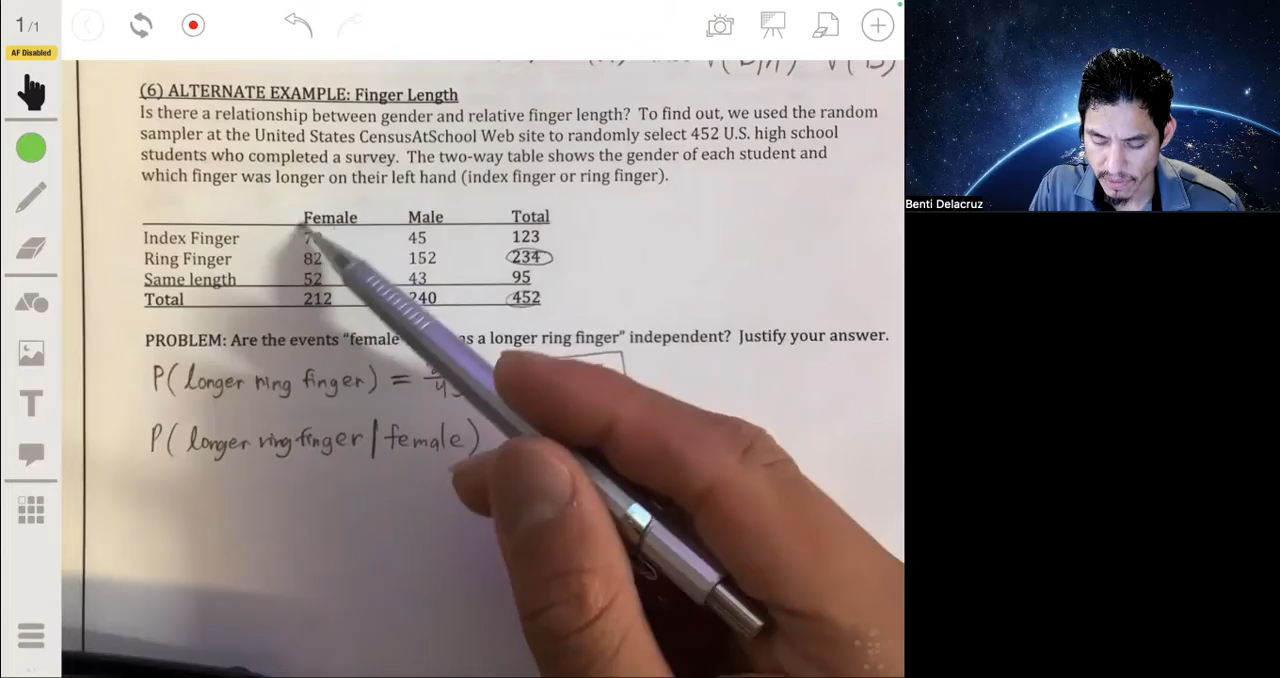 1/1
AF Disabled
(6) ALTERNATE EXAMPLE: Finger Length
Is there a relationship between gender and relative finger length? To find out, we used the random
sampler at the United States CensusAtSchool Web site to randomly select 452 U.S. high school
students who completed a survey. The two-way table shows the gender of each student and
which finger was longer on their left hand (index finger or ring finger).
Female Male Total
Index Finger 45 123
Ring Finger 82 152 234
Same length 52 43 95
Total 212 240 452
PROBLEM: Are the events "female a longer ring finger" independent? Justify your answer.
P( longer ring finger) =
P( longer ring finger | female)
Benti Delacruz
T